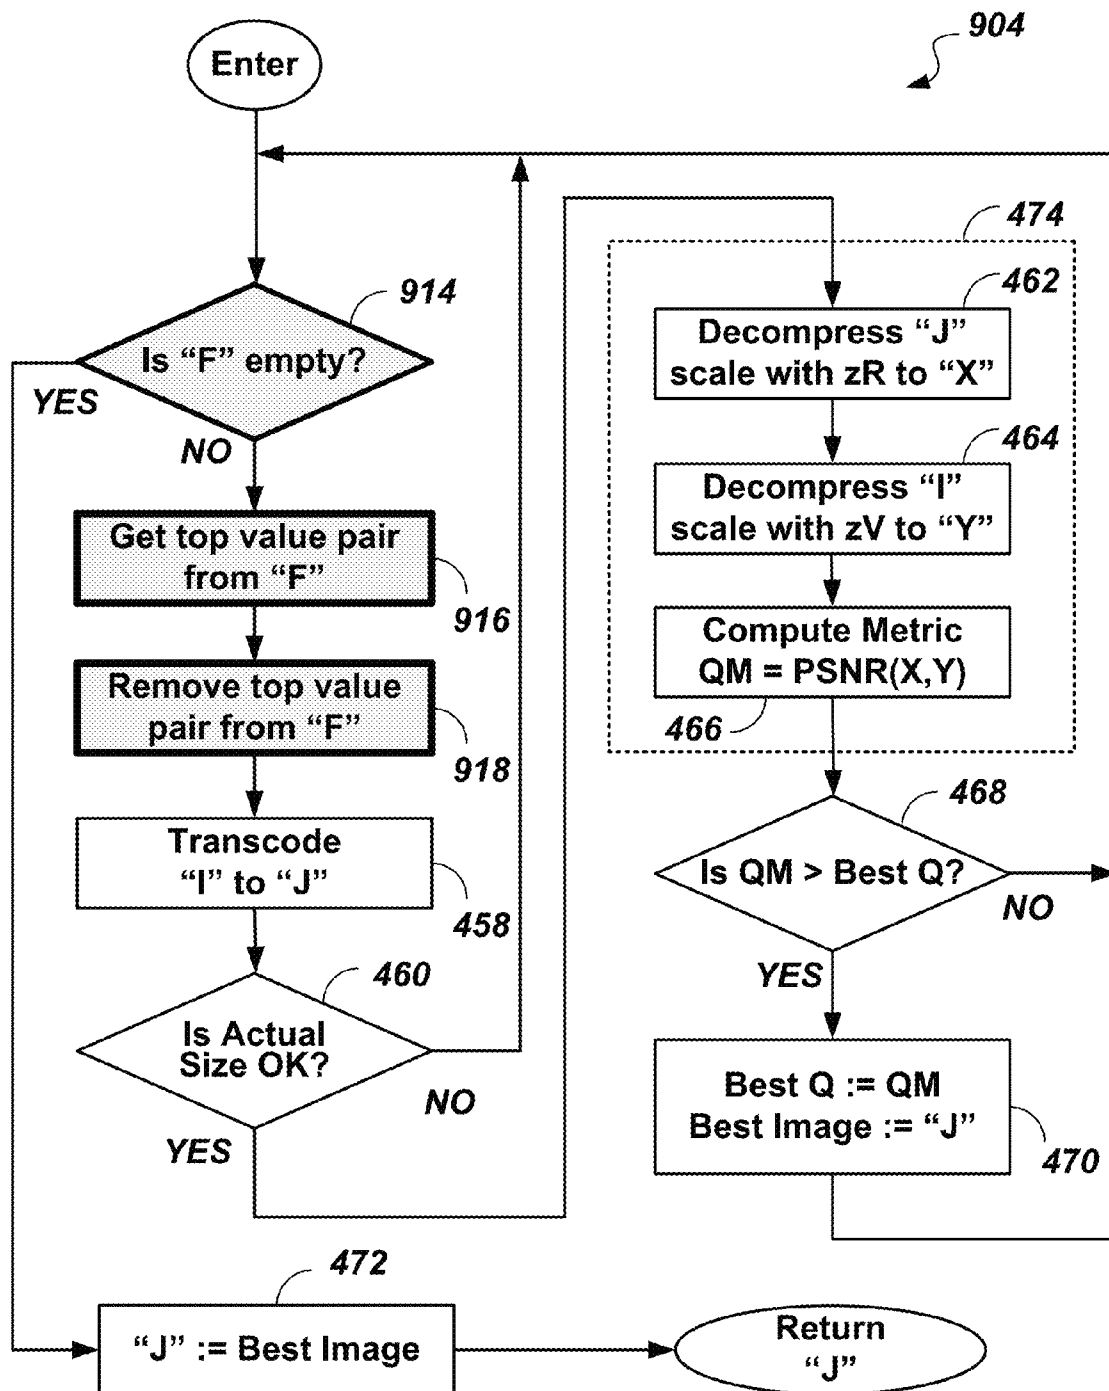 904
Enter
914
Is “F” empty?
YES
NO
Get top value pair
from “F”
916
Remove top value
pair from “F”
918
Transcode
“I” to “J”
458
460
Is Actual
Size OK?
NO
YES
474
462
Decompress “J”
scale with zR to “X”
464
Decompress “I”
scale with zV to “Y”
Compute Metric
QM = PSNR(X,Y)
466
468
Is QM > Best Q?
NO
YES
Best Q := QM
Best Image := “J”
470
472
“J” := Best Image
Return
“J”